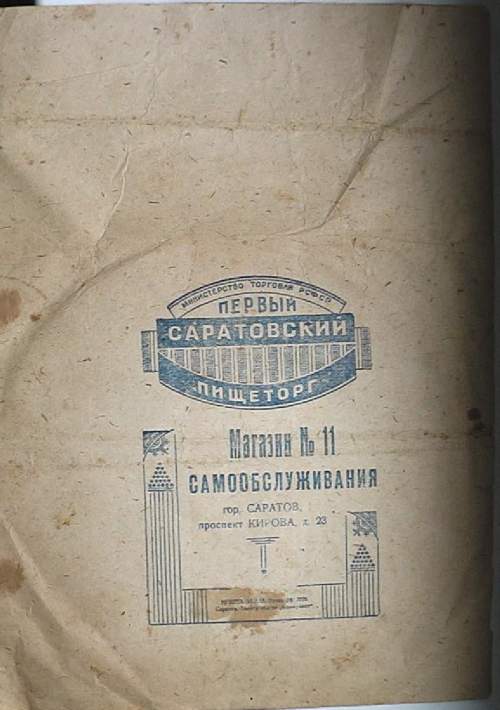 МИНИСТЕРСТВО ТОРГОВЛИ РСФСР
ПЕРВЫЙ
САРАТОВСКИЙ
ПИЩЕТОРГ
Магазин № 11
САМООБСЛУЖИВАНИЯ
гор. САРАТОВ,
проспект КИРОВА, д. 23